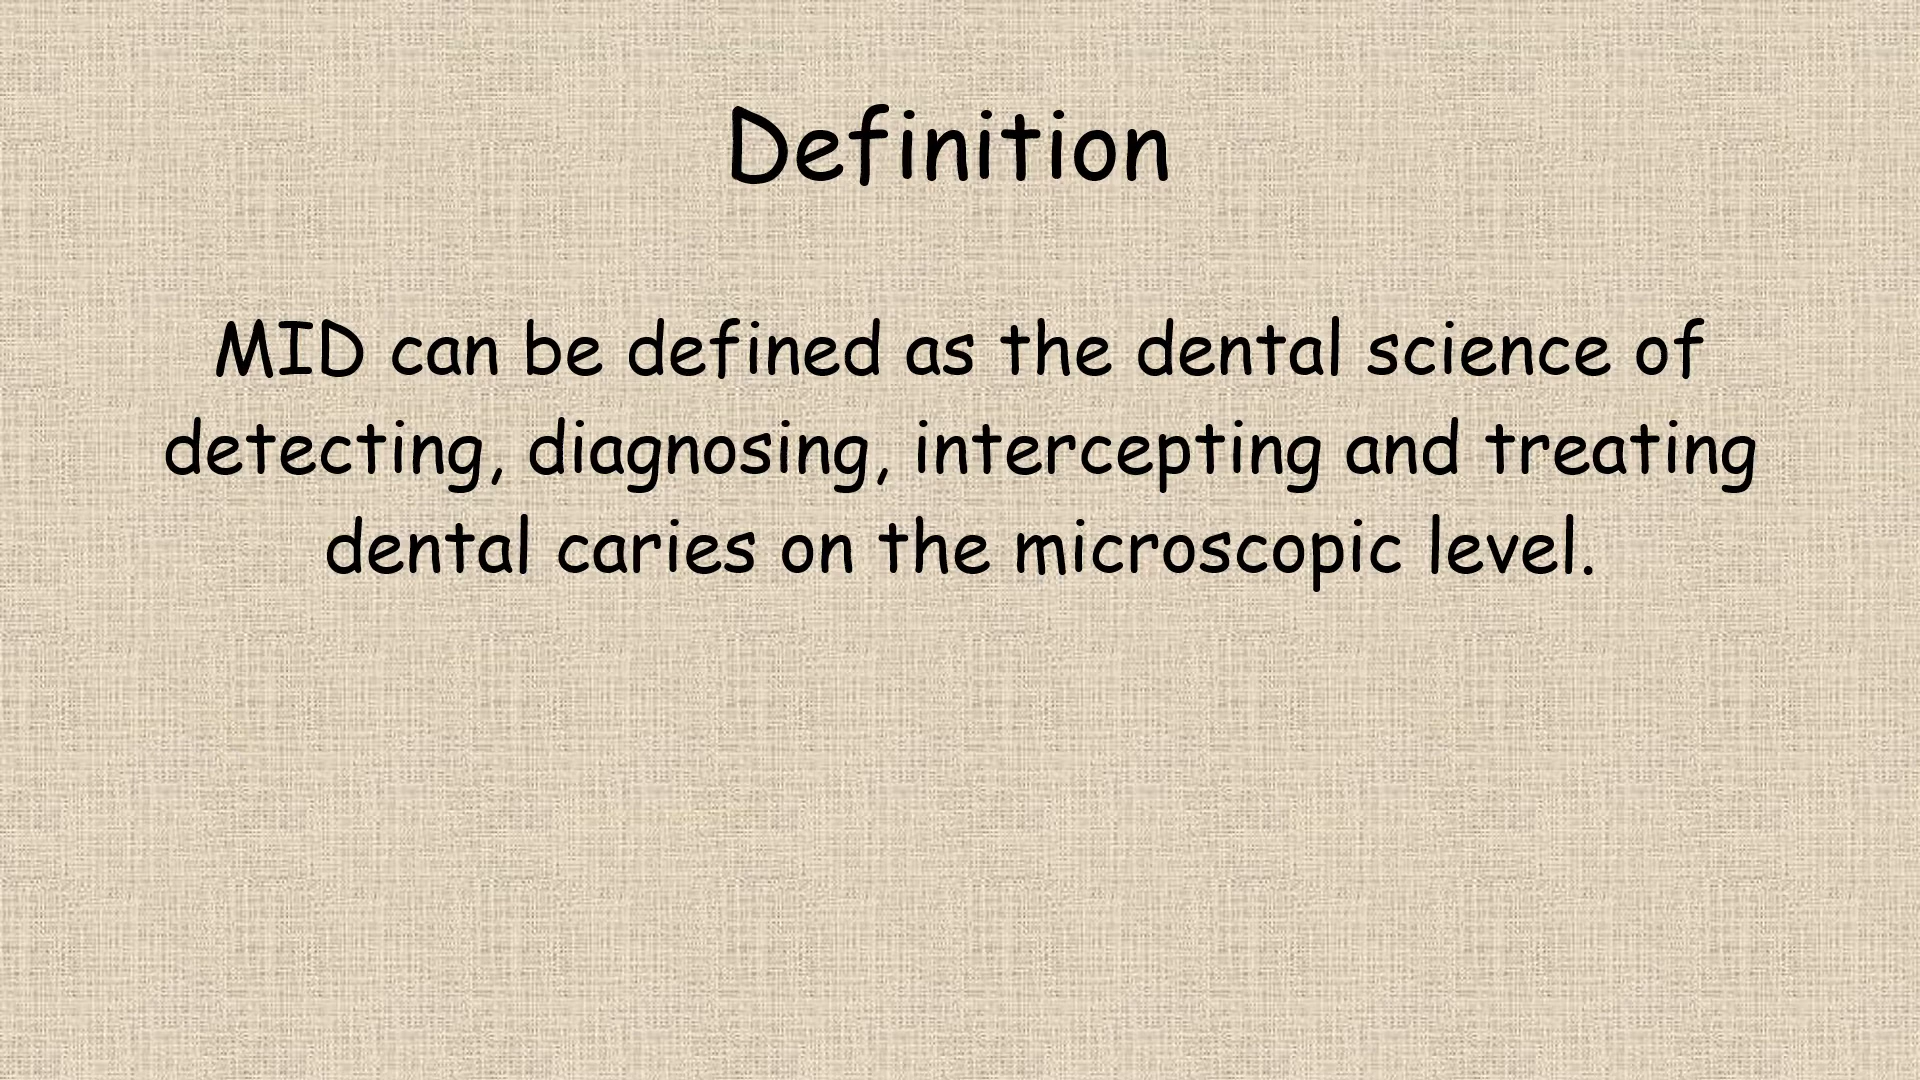 Definition
MID can be defined as the dental science of
detecting, diagnosing, intercepting and treating
dental caries on the microscopic level.